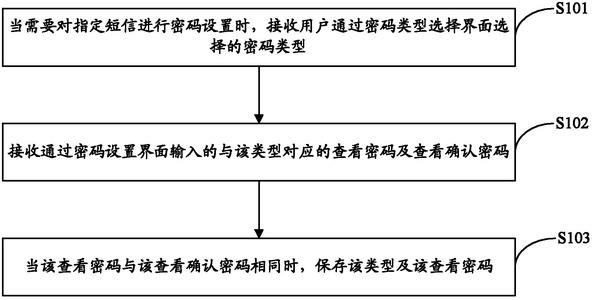 当需要对指定短信进行密码设置时，接收用户通过密码类型选择界面选
择的密码类型
S101
接收通过密码设置界面输入的与该类型对应的查看密码及查看确认密码
S102
当该查看密码与该查看确认密码相同时，保存该类型及该查看密码
S103